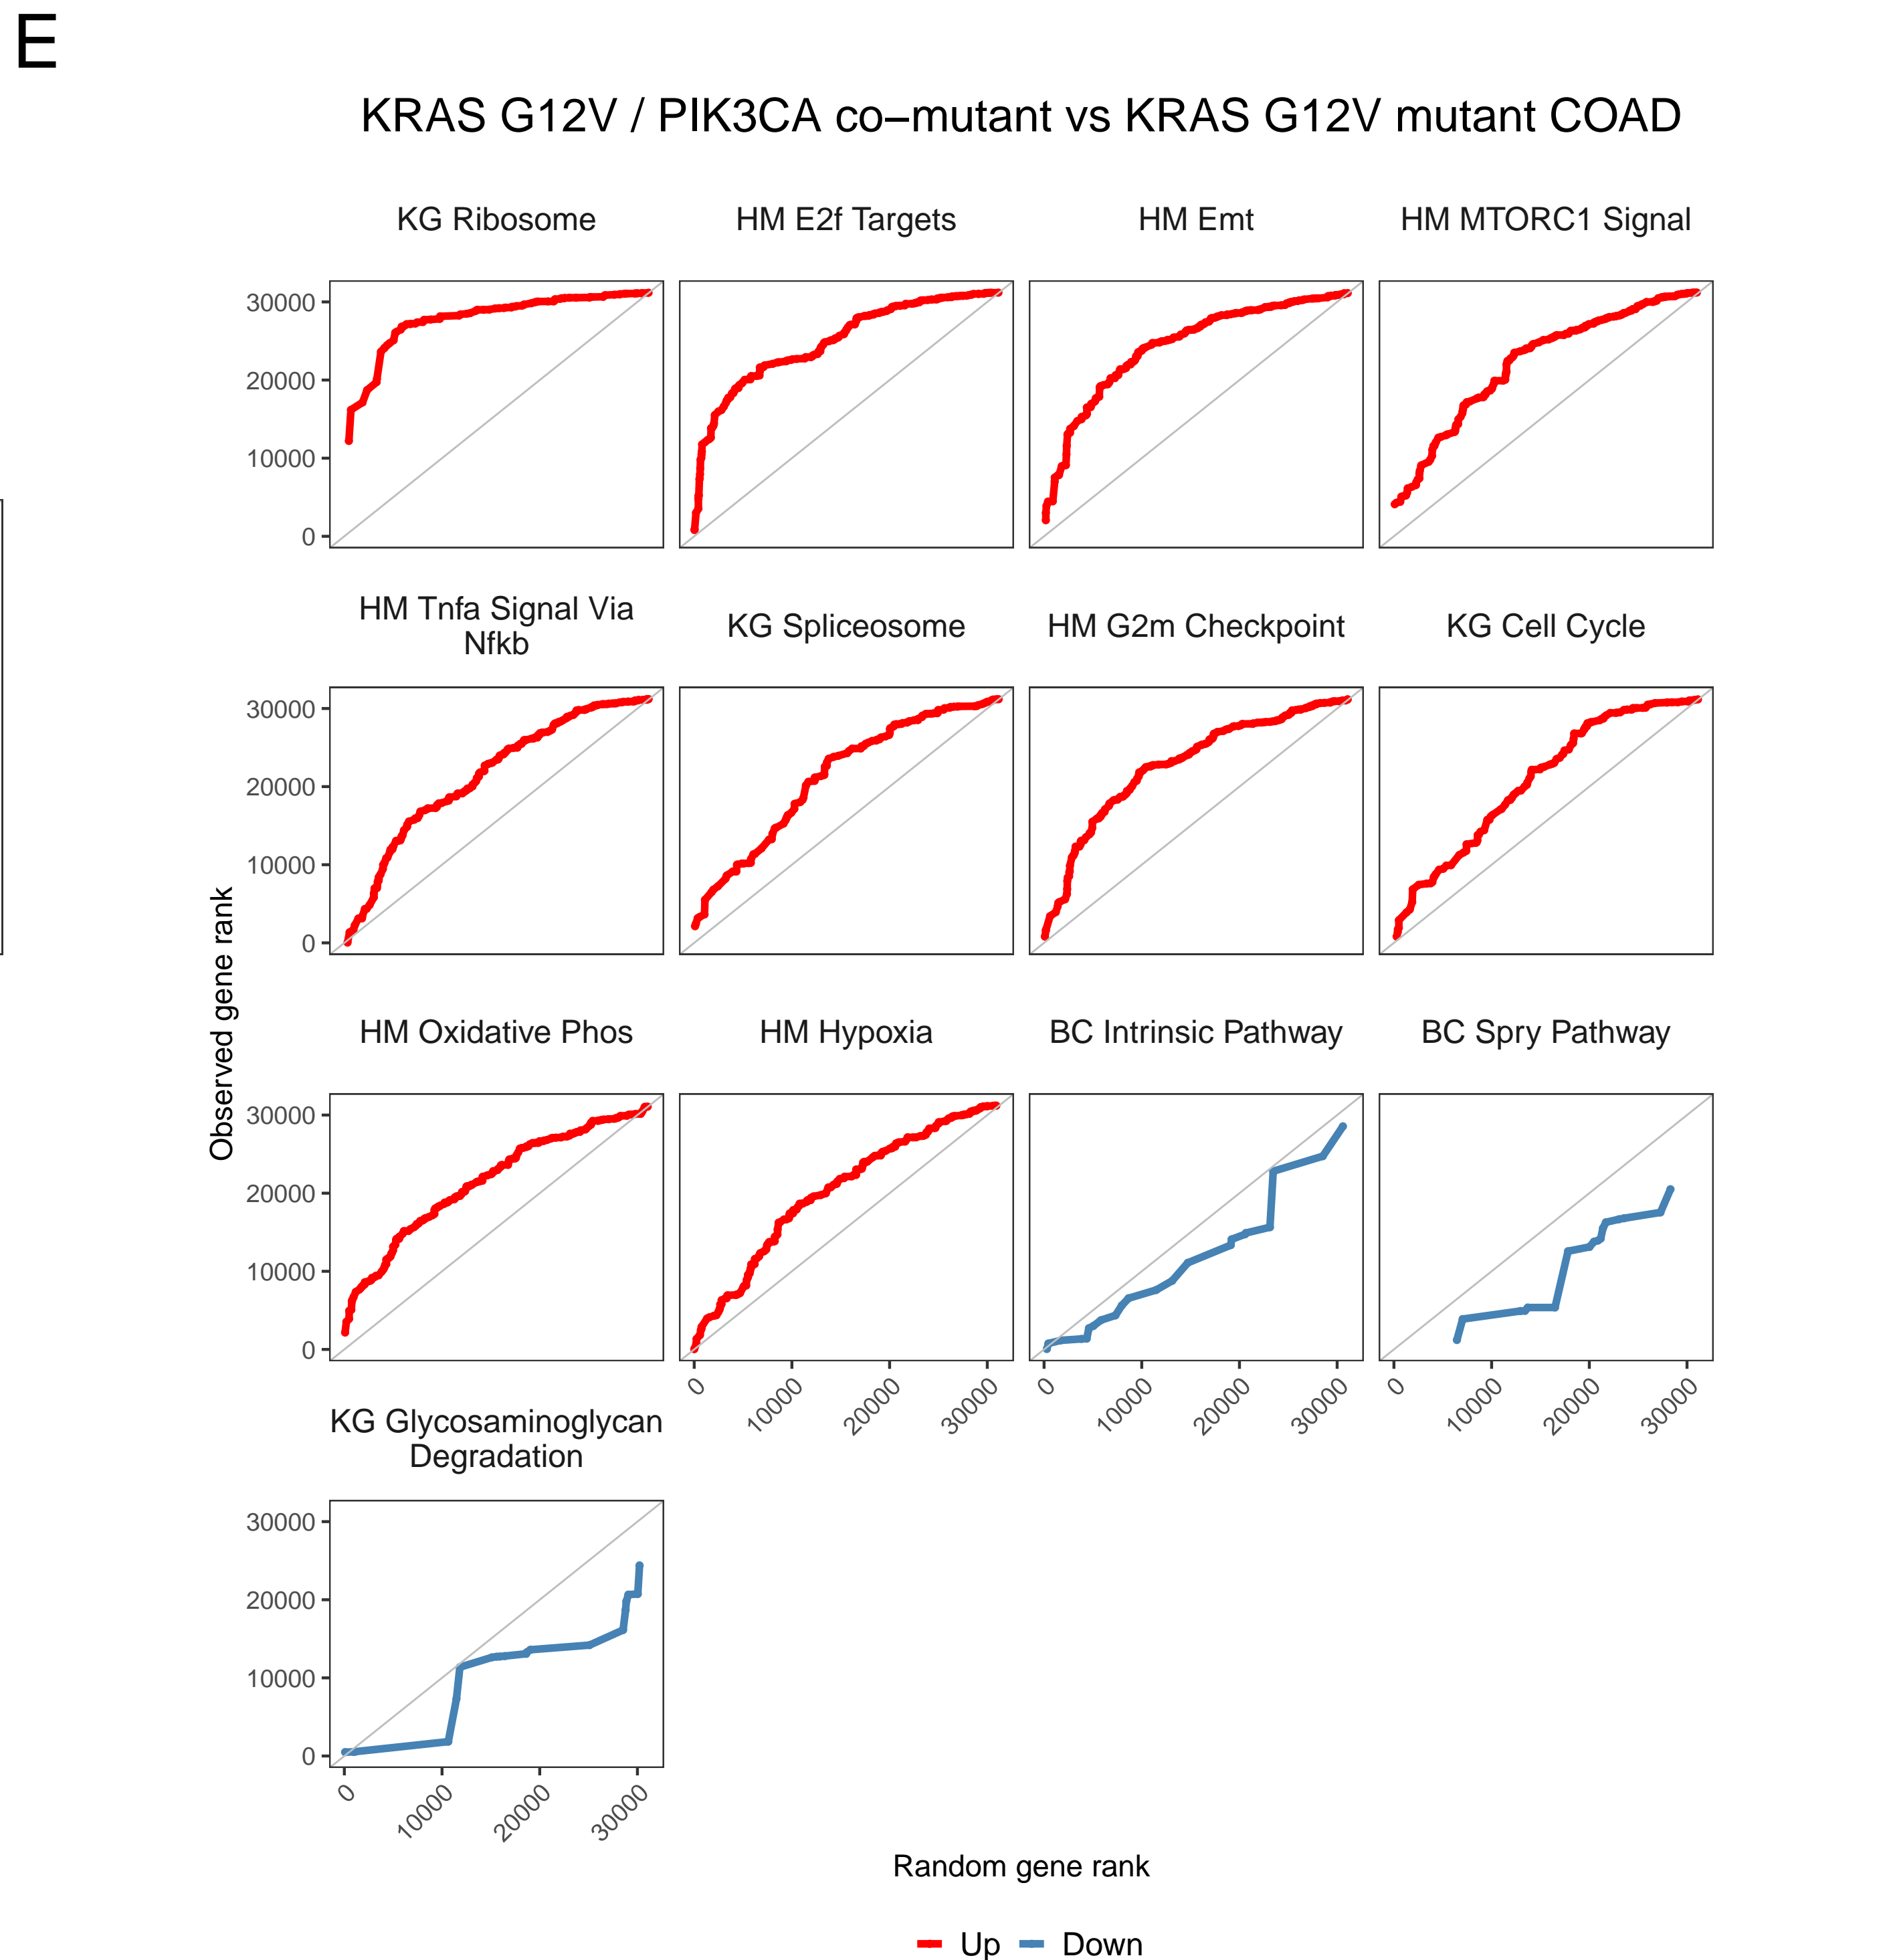 E
KRAS G12V / PIK3CA co–mutant vs KRAS G12V mutant COAD
KG Ribosome
HM E2f Targets
HM Emt
HM MTORC1 Signal
30000
20000
10000
0
HM Tnfa Signal Via
Nfkb
KG Spliceosome
HM G2m Checkpoint
KG Cell Cycle
30000
20000
10000
0
Observed gene rank
HM Oxidative Phos
HM Hypoxia
BC Intrinsic Pathway
BC Spry Pathway
30000
20000
10000
0
0
10000
20000
30000
0
10000
20000
30000
0
10000
20000
30000
KG Glycosaminoglycan
Degradation
30000
20000
10000
0
0
10000
20000
30000
Random gene rank
Up
Down